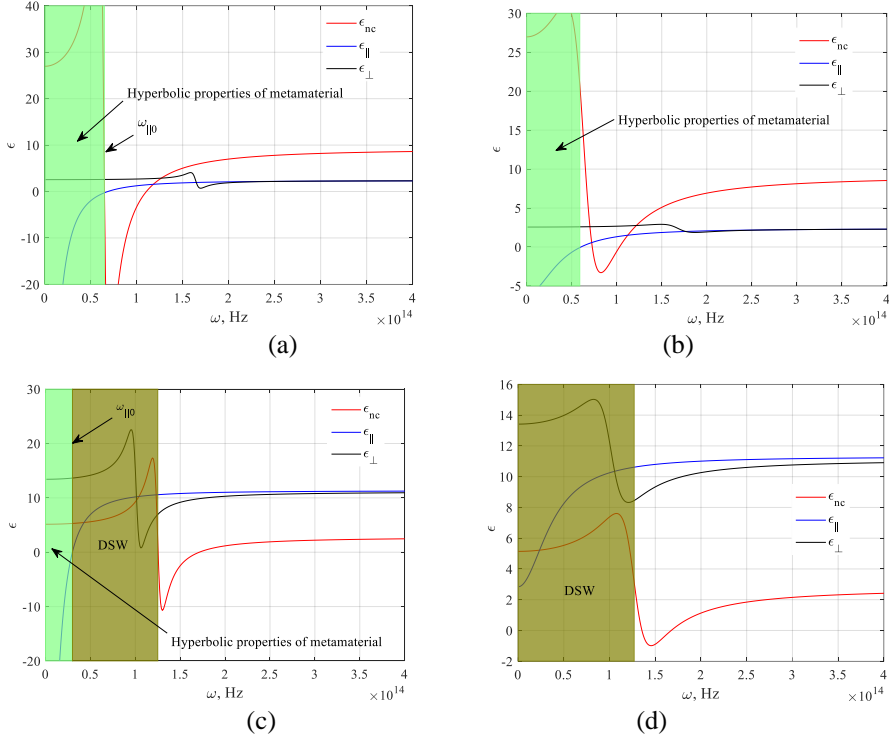 40
30
20
10
0
-10
-20
ϵ
0
0.5
1
1.5
2
2.5
3
3.5
4
ω, Hz
×10^14
ϵ_nc
ϵ_∥
ϵ_⊥
Hyperbolic properties of metamaterial
ω_∥0
(a)
30
25
20
15
10
5
0
-5
ϵ
0
0.5
1
1.5
2
2.5
3
3.5
4
ω, Hz
×10^14
ϵ_nc
ϵ_∥
ϵ_⊥
Hyperbolic properties of metamaterial
(b)
30
20
10
0
-10
-20
ϵ
0
0.5
1
1.5
2
2.5
3
3.5
4
ω, Hz
×10^14
ω_∥0
ϵ_nc
ϵ_∥
ϵ_⊥
DSW
Hyperbolic properties of metamaterial
(c)
16
14
12
10
8
6
4
2
0
-2
ϵ
0
0.5
1
1.5
2
2.5
3
3.5
4
ω, Hz
×10^14
ϵ_nc
ϵ_∥
ϵ_⊥
DSW
(d)